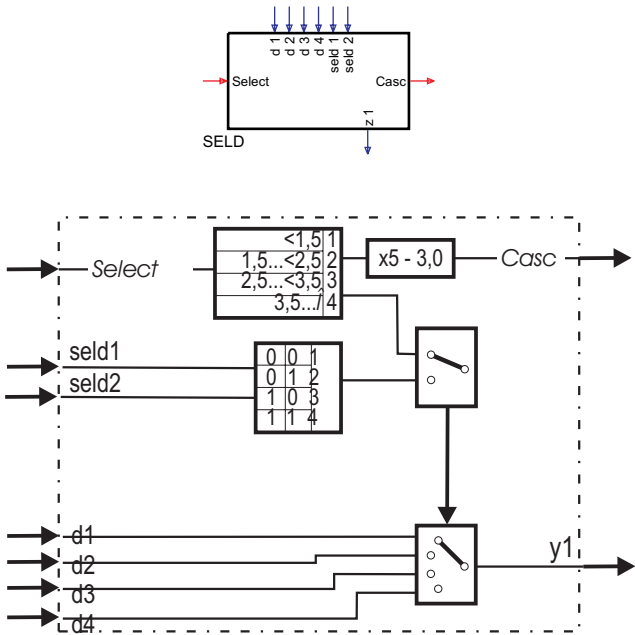 d 1
d 2
d 3
d 4
seld 1
seld 2
Select
Casc
z 1
SELD
<1,5 1
1,5...<2,5 2
2,5...<3,5 3
3,5.../ 4
Select
x5 - 3,0
Casc
seld1
seld2
0 0 1
0 1 2
1 0 3
1 1 4
d1
d2
d3
d4
y1